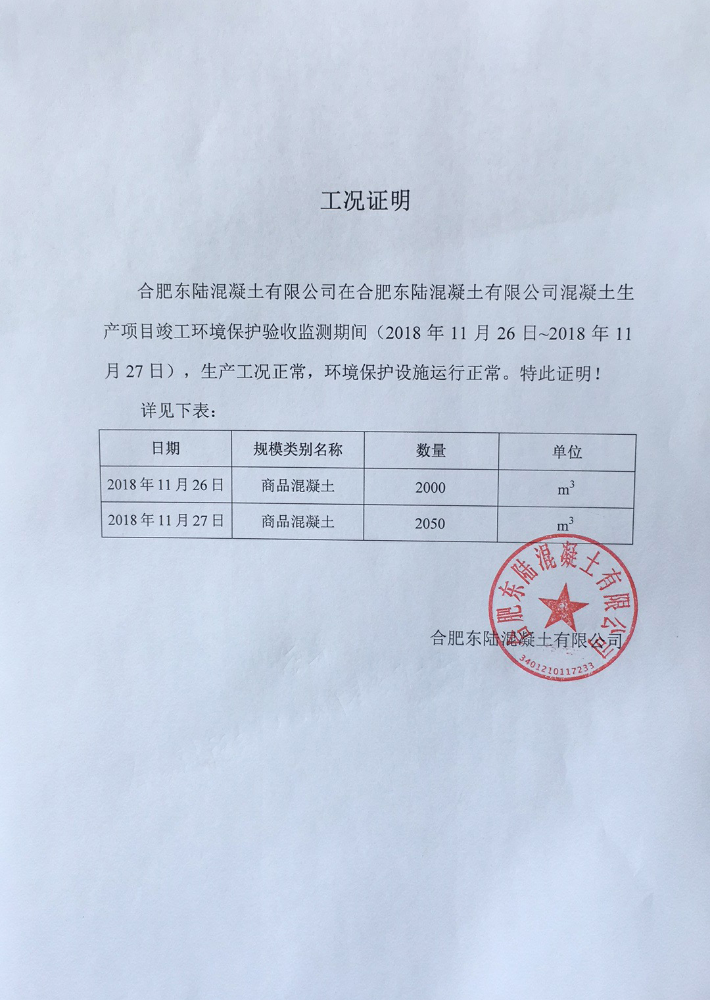 工况证明
合肥东陆混凝土有限公司在合肥东陆混凝土有限公司混凝土生
产项目竣工环境保护验收监测期间（2018 年 11 月 26 日~2018 年 11
月 27 日），生产工况正常，环境保护设施运行正常。特此证明！
详见下表：
日期 规模类别名称 数量 单位
2018 年 11 月 26 日 商品混凝土 2000 m³
2018 年 11 月 27 日 商品混凝土 2050 m³
合肥东陆混凝土有限公司
合肥东陆混凝土有限公司
3401210117233